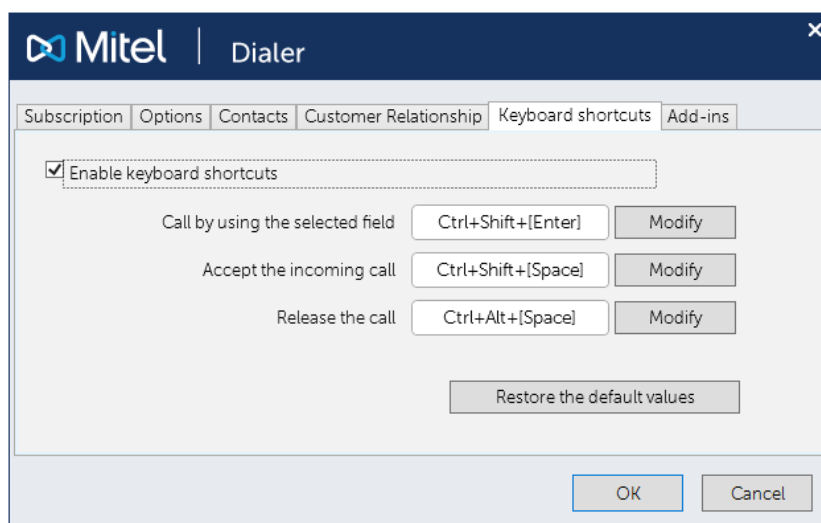 Mitel | Dialer
Subscription Options Contacts Customer Relationship Keyboard shortcuts Add-ins
Enable keyboard shortcuts
Call by using the selected field Ctrl+Shift+[Enter] Modify
Accept the incoming call Ctrl+Shift+[Space] Modify
Release the call Ctrl+Alt+[Space] Modify
Restore the default values
OK Cancel